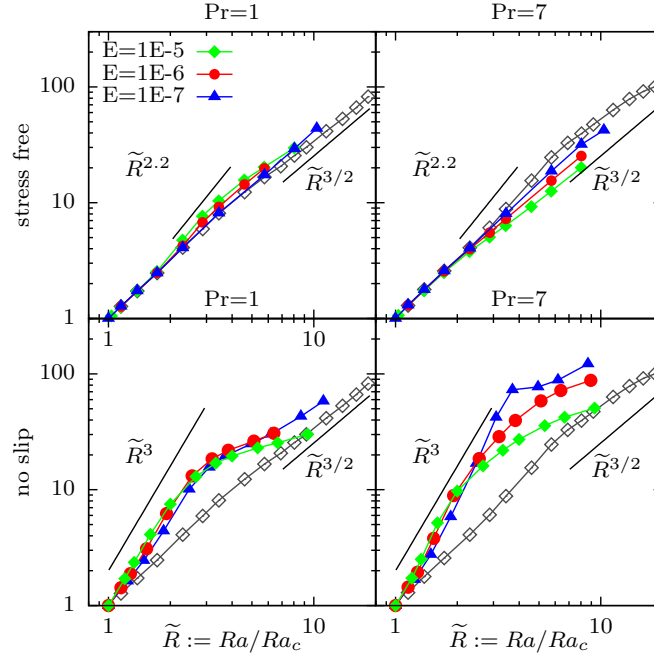 Pr=1
Pr=7
E=1E-5
E=1E-6
E=1E-7
100
10
1
stress free
R̃^{2.2}
R̃^{3/2}
R̃^{2.2}
R̃^{3/2}
Pr=1
Pr=7
1
10
100
10
1
no slip
R̃^3
R̃^{3/2}
R̃^3
R̃^{3/2}
1
10
1
10
R̃ := Ra/Ra_c
R̃ := Ra/Ra_c